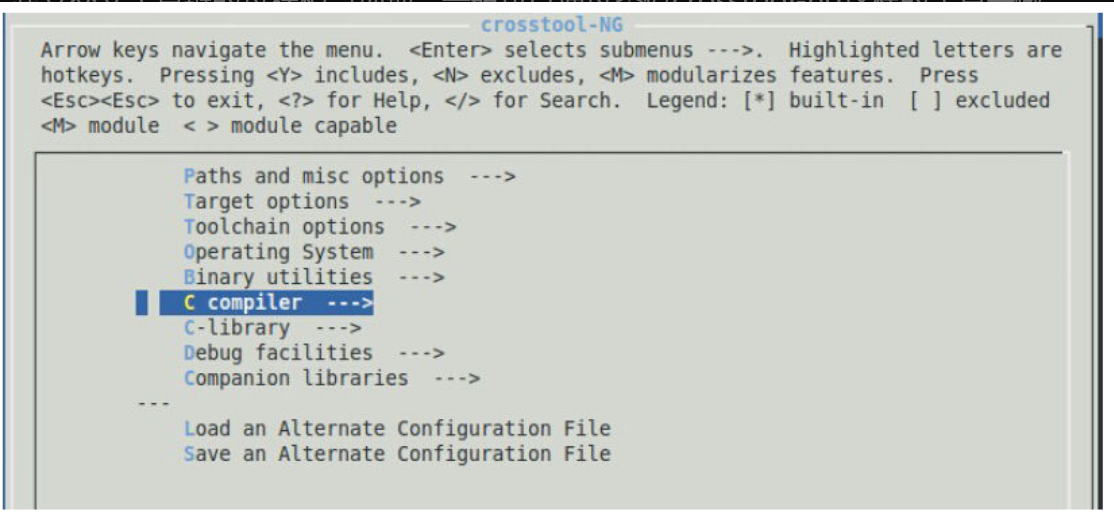 crosstool-NG
Arrow keys navigate the menu.  <Enter> selects submenus --->.  Highlighted letters are
hotkeys.  Pressing <Y> includes, <N> excludes, <M> modularizes features.  Press
<Esc><Esc> to exit, <?> for Help, </> for Search.  Legend: [*] built-in  [ ] excluded
<M> module  < > module capable
Paths and misc options  --->
Target options  --->
Toolchain options  --->
Operating System  --->
Binary utilities  --->
C compiler  --->
C-library  --->
Debug facilities  --->
Companion libraries  --->
---
Load an Alternate Configuration File
Save an Alternate Configuration File